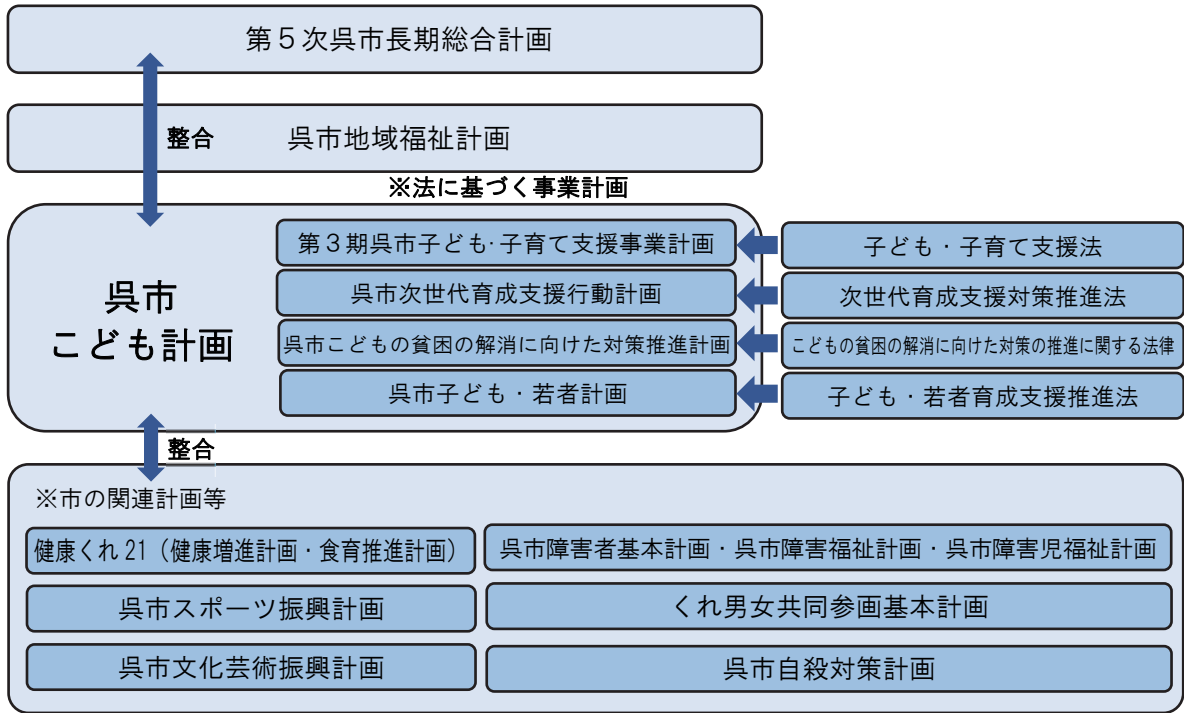 第５次呉市長期総合計画
整合
呉市地域福祉計画
※法に基づく事業計画
呉市
こども計画
第３期呉市子ども･子育て支援事業計画
子ども・子育て支援法
呉市次世代育成支援行動計画
次世代育成支援対策推進法
呉市こどもの貧困の解消に向けた対策推進計画
こどもの貧困の解消に向けた対策の推進に関する法律
呉市子ども・若者計画
子ども・若者育成支援推進法
整合
※市の関連計画等
健康くれ 21（健康増進計画・食育推進計画）
呉市障害者基本計画・呉市障害福祉計画・呉市障害児福祉計画
呉市スポーツ振興計画
くれ男女共同参画基本計画
呉市文化芸術振興計画
呉市自殺対策計画